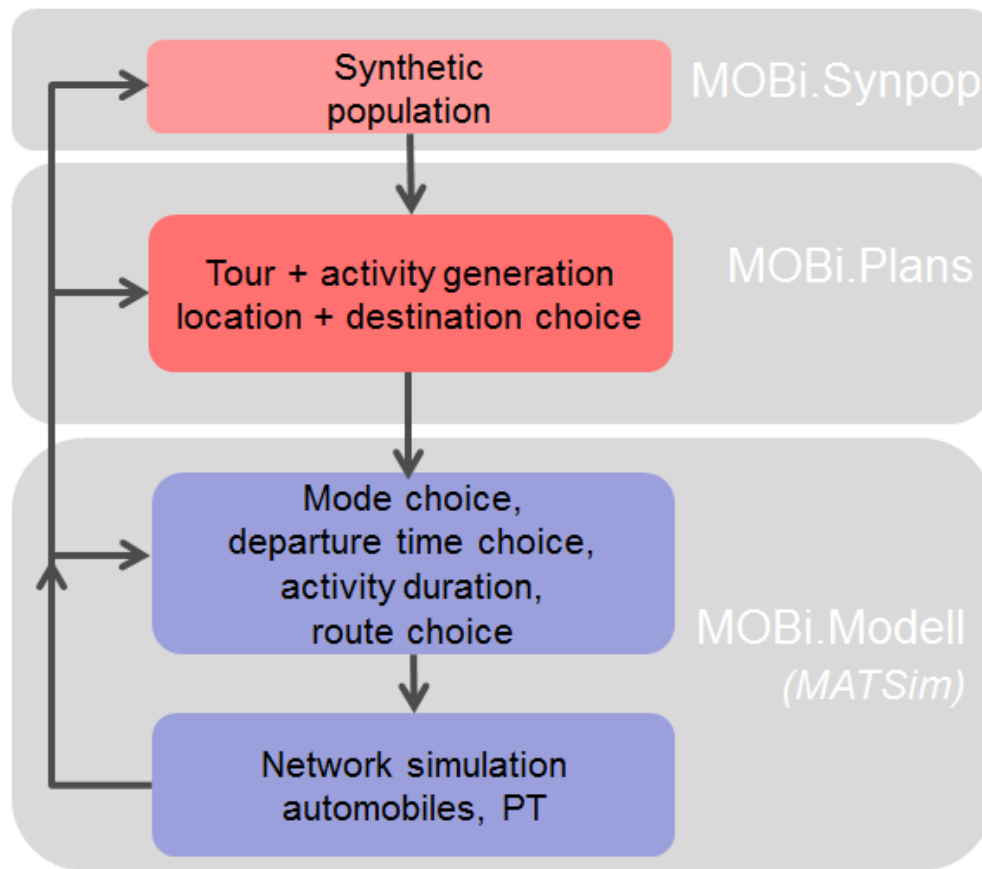 Synthetic
population
MOBi.Synpop
Tour + activity generation
location + destination choice
MOBi.Plans
Mode choice,
departure time choice,
activity duration,
route choice
MOBi.Modell
(MATSim)
Network simulation
automobiles, PT